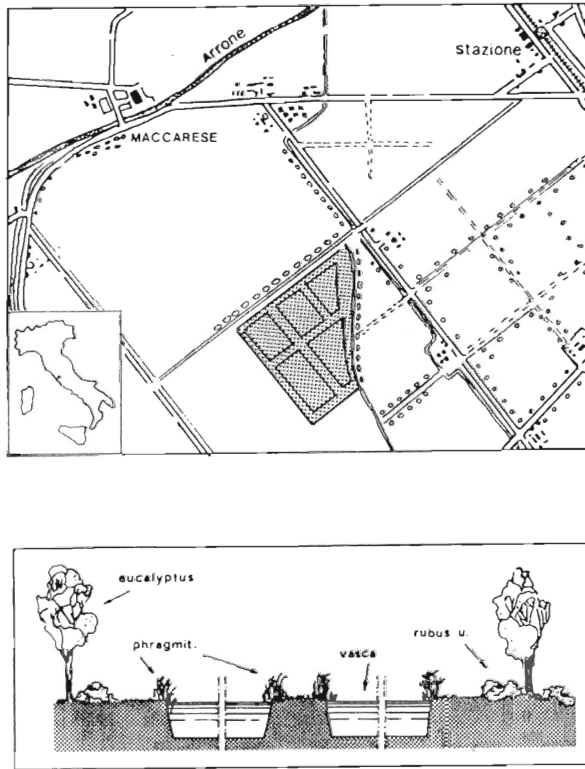 Arrone
stazione
MACCARESE
eucalyptus
phragmit.
vasca
rubus u.